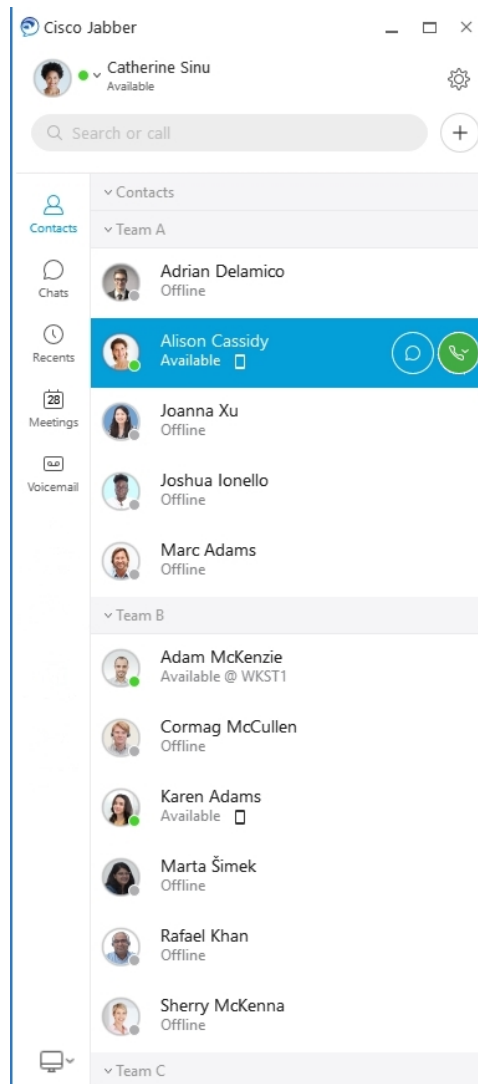 Cisco Jabber
Catherine Sinu
Available
Search or call
Contacts
Chats
Recents
28
Meetings
Voicemail
Contacts
Team A
Adrian Delamico
Offline
Alison Cassidy
Available
Joanna Xu
Offline
Joshua Ionello
Offline
Marc Adams
Offline
Team B
Adam McKenzie
Available @ WKST1
Cormag McCullen
Offline
Karen Adams
Available
Marta Šimek
Offline
Rafael Khan
Offline
Sherry McKenna
Offline
Team C